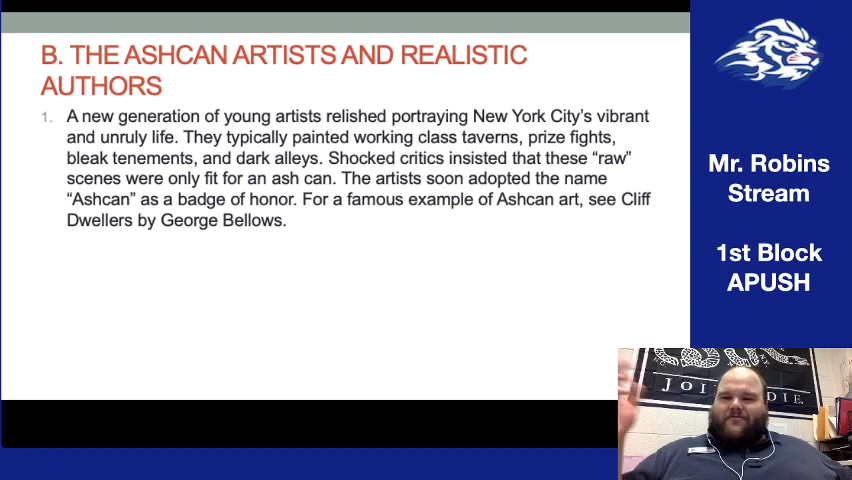 B. THE ASHCAN ARTISTS AND REALISTIC
AUTHORS
1. A new generation of young artists relished portraying New York City’s vibrant
and unruly life. They typically painted working class taverns, prize fights,
bleak tenements, and dark alleys. Shocked critics insisted that these “raw”
scenes were only fit for an ash can. The artists soon adopted the name
“Ashcan” as a badge of honor. For a famous example of Ashcan art, see Cliff
Dwellers by George Bellows.
Mr. Robins
Stream
1st Block
APUSH
JOI
DIE.